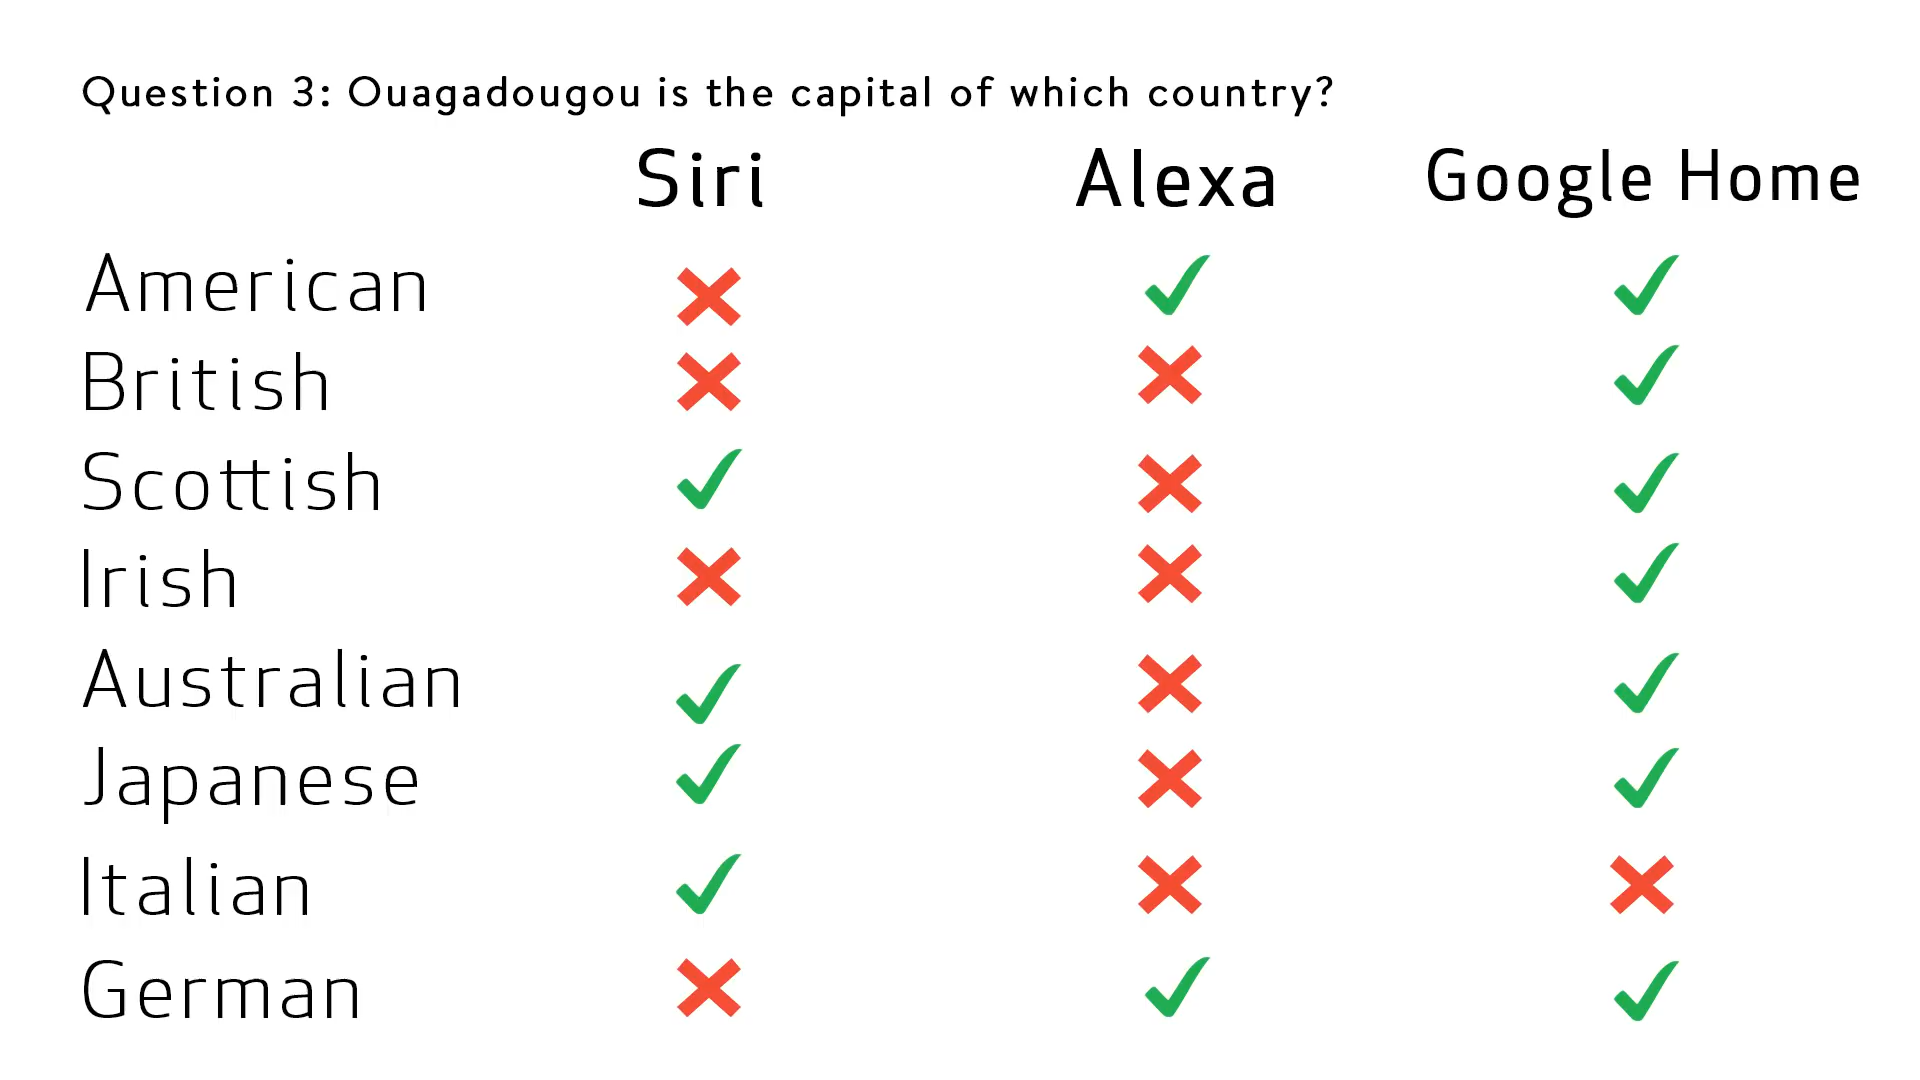 Question 3: Ouagadougou is the capital of which country?
Siri Alexa Google Home
American
British
Scottish
Irish
Australian
Japanese
Italian
German